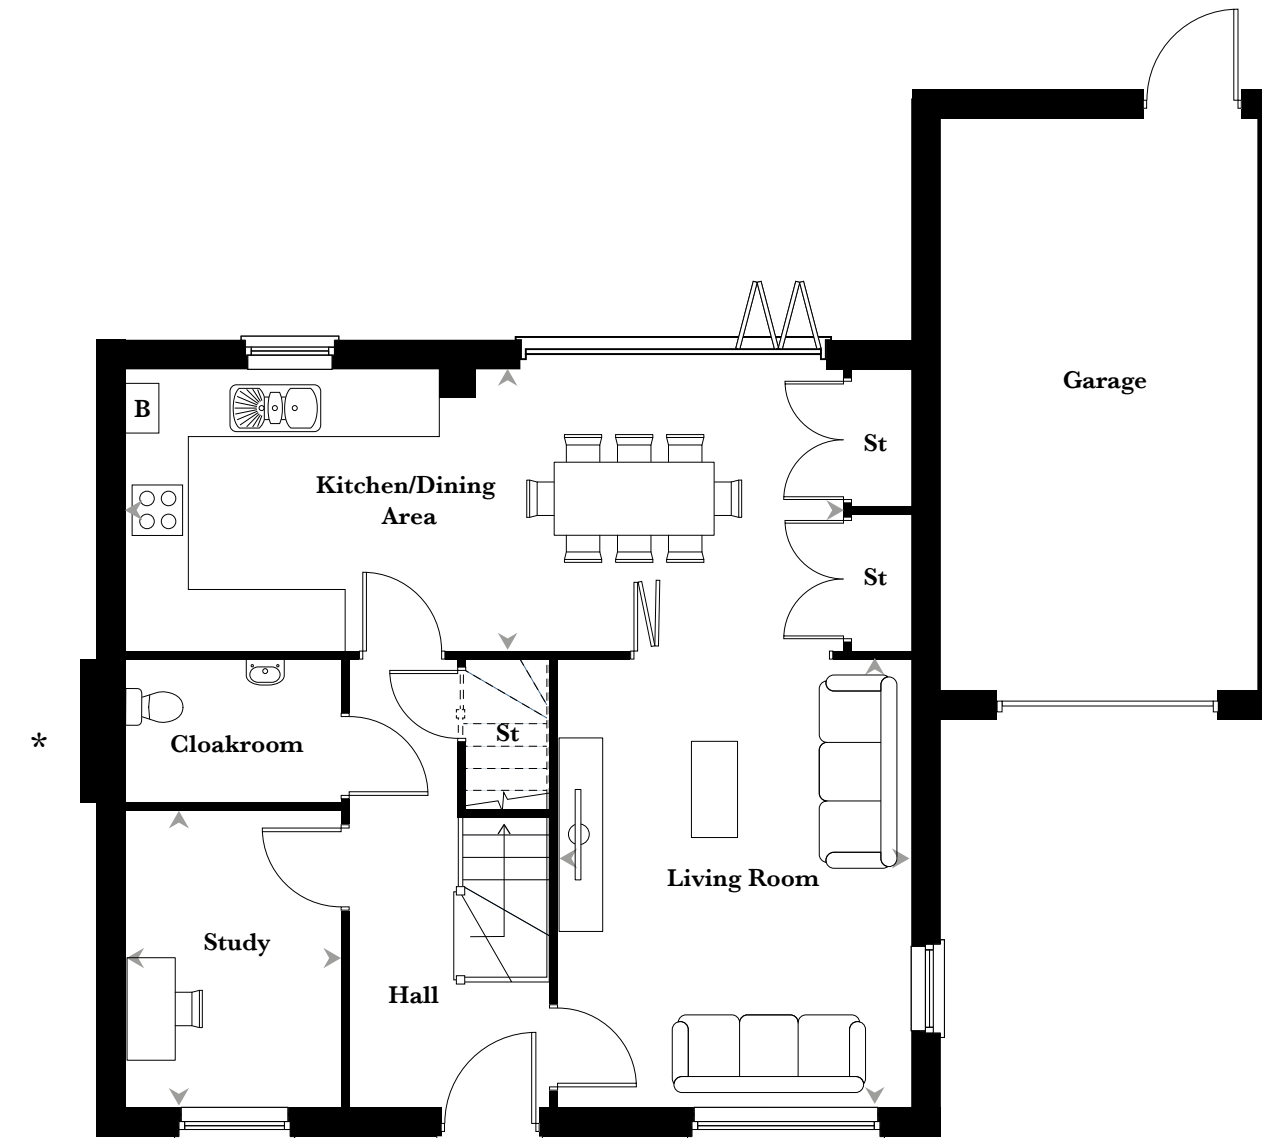 Garage
B
St
Kitchen/Dining
Area
St
St
*
Cloakroom
Living Room
Study
Hall